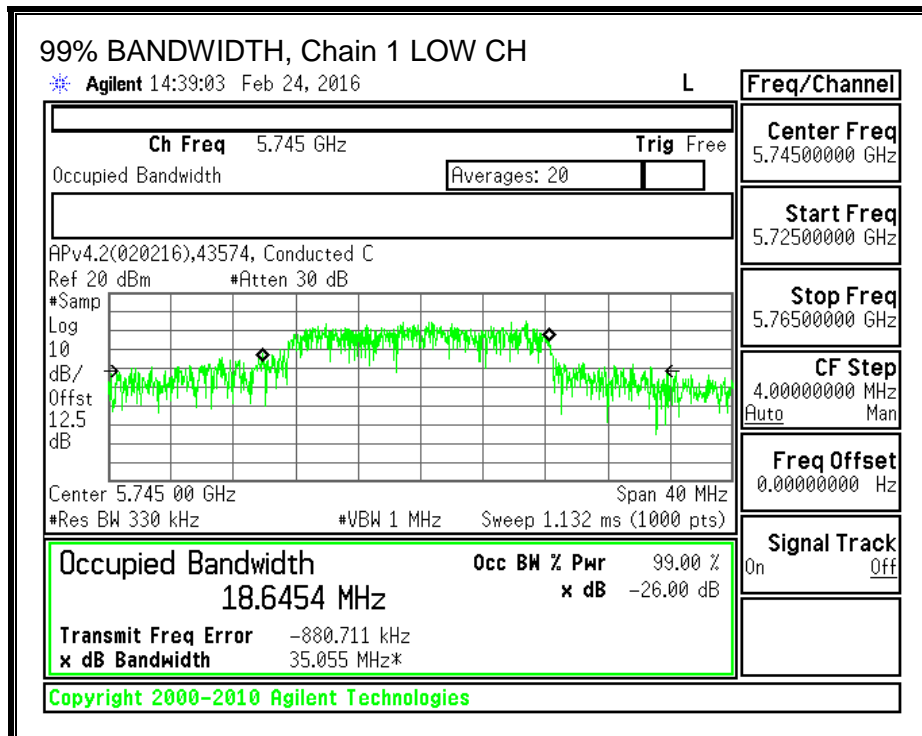 99% BANDWIDTH, Chain 1 LOW CH
Agilent 14:39:03 Feb 24, 2016 L
Freq/Channel
Ch Freq 5.745 GHz Trig Free
Occupied Bandwidth Averages: 20
APv4.2(020216),43574, Conducted C
Ref 20 dBm #Atten 30 dB
#Samp
Log
10
dB/
Offst
12.5
dB
Center 5.745 00 GHz Span 40 MHz
#Res BW 330 kHz #VBW 1 MHz Sweep 1.132 ms (1000 pts)
Occupied Bandwidth Occ BW % Pwr 99.00 %
18.6454 MHz x dB -26.00 dB
Transmit Freq Error -880.711 kHz
x dB Bandwidth 35.055 MHz*
Copyright 2000-2010 Agilent Technologies
Center Freq
5.74500000 GHz
Start Freq
5.72500000 GHz
Stop Freq
5.76500000 GHz
CF Step
4.00000000 MHz
Auto Man
Freq Offset
0.00000000 Hz
Signal Track
On Off